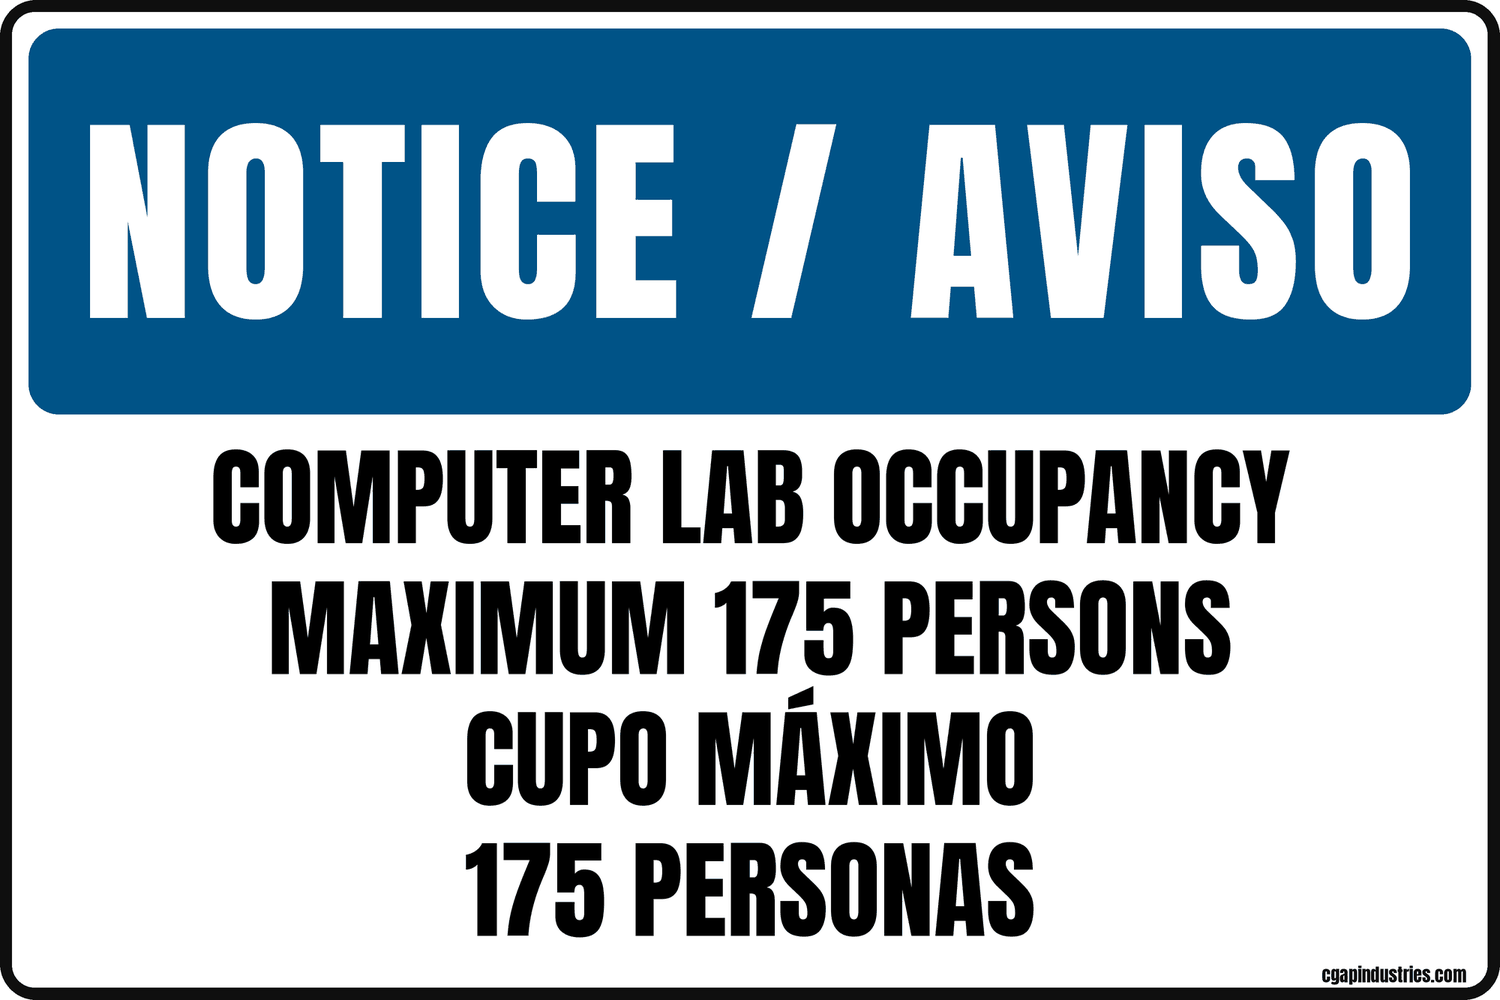 NOTICE / AVISO
COMPUTER LAB OCCUPANCY
MAXIMUM 175 PERSONS
CUPO MÁXIMO
175 PERSONAS
cgapindustries.com